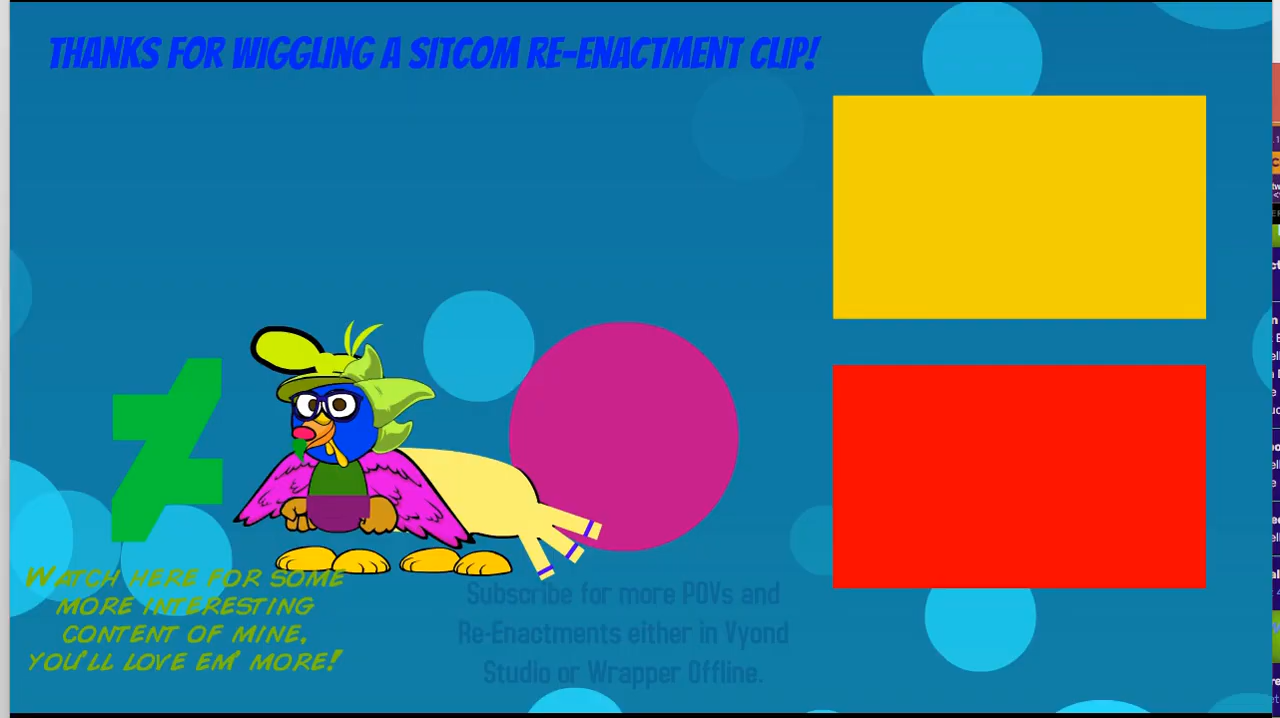 THANKS FOR WIGGLING A SITCOM RE-ENACTMENT CLIP!
WATCH HERE FOR SOME
MORE INTERESTING
CONTENT OF MINE,
YOU'LL LOVE EM' MORE!
Subscribe for more POVs and
Re-Enactments either in Vyond
Studio or Wrapper Offline.